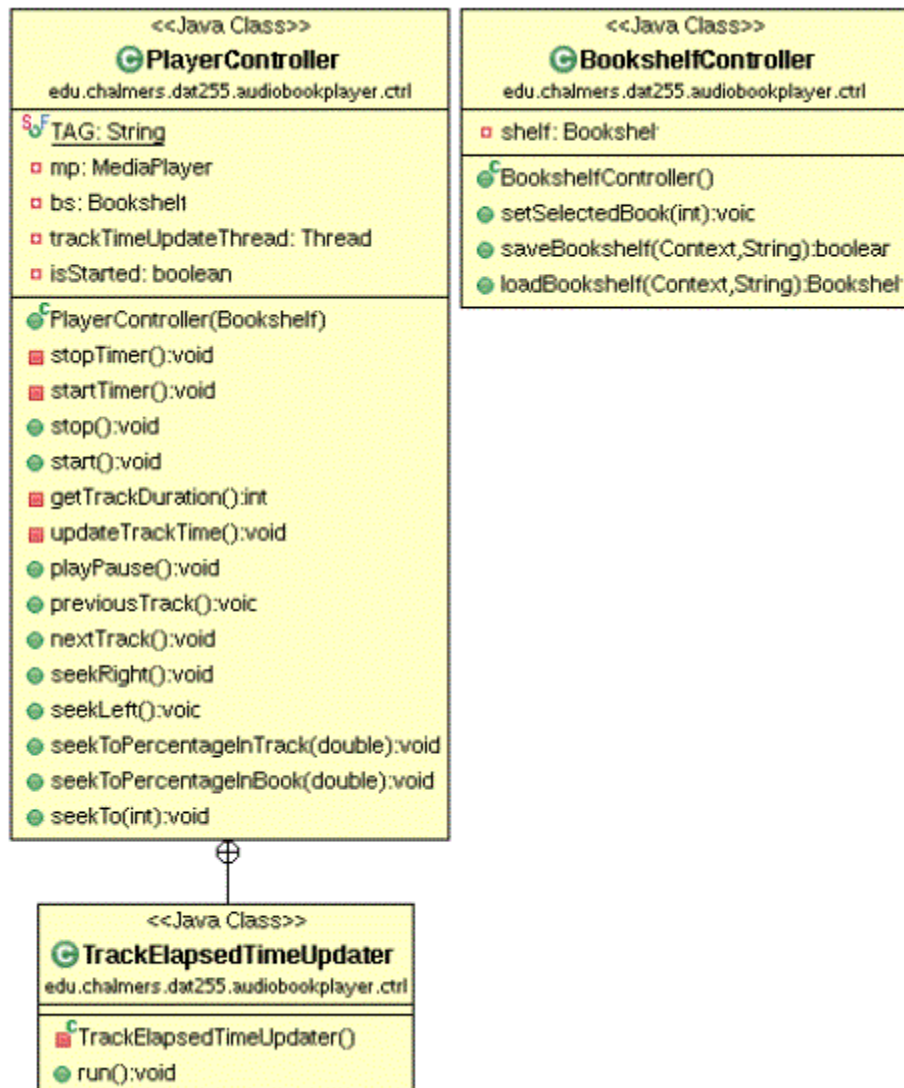 <<Java Class>>
PlayerController
edu.chalmers.dat255.audiobookplayer.ctrl
TAG: String
mp: MediaPlayer
bs: Bookshelf
trackTimeUpdateThread: Thread
isStarted: boolean
PlayerController(Bookshelf)
stopTimer():void
startTimer():void
stop():void
start():void
getTrackDuration():int
updateTrackTime():void
playPause():void
previousTrack():voic
nextTrack():void
seekRight():void
seekLeft():voic
seekToPercentageInTrack(double):void
seekToPercentageInBook(double):void
seekTo(int):void
<<Java Class>>
BookshelfController
edu.chalmers.dat255.audiobookplayer.ctrl
shelf: Bookshel
BookshelfController()
setSelectedBook(int):voic
saveBookshelf(Context,String):boolear
loadBookshelf(Context,String):Bookshel
<<Java Class>>
TrackElapsedTimeUpdater
edu.chalmers.dat255.audiobookplayer.ctrl
TrackElapsedTimeUpdater()
run():void